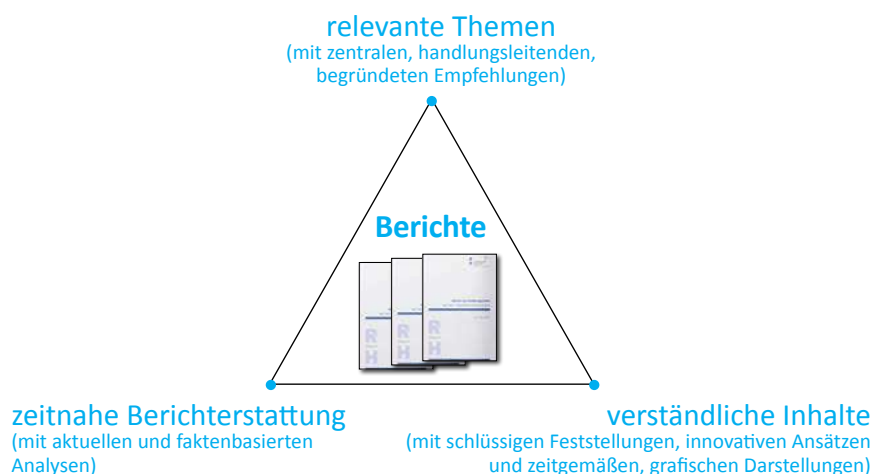 relevante Themen
(mit zentralen, handlungsleitenden,
begründeten Empfehlungen)
Berichte
R
H
R
H
R
H
zeitnahe Berichterstattung
(mit aktuellen und faktenbasierten
Analysen)
verständliche Inhalte
(mit schlüssigen Feststellungen, innovativen Ansätzen
und zeitgemäßen, grafischen Darstellungen)